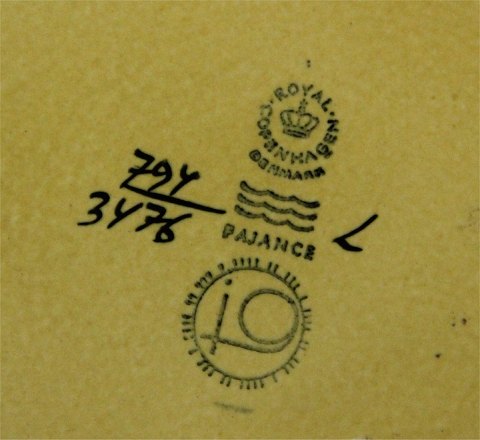 ROYAL COPENHAGEN
DENMARK
794
3476
FAJANCE
L